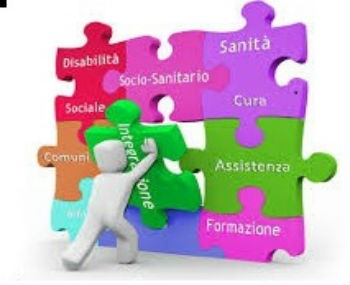 Disabilità
Socio-Sanitario
Sanità
Sociale
Cura
Integrazione
Comuni
Assistenza
Formazione